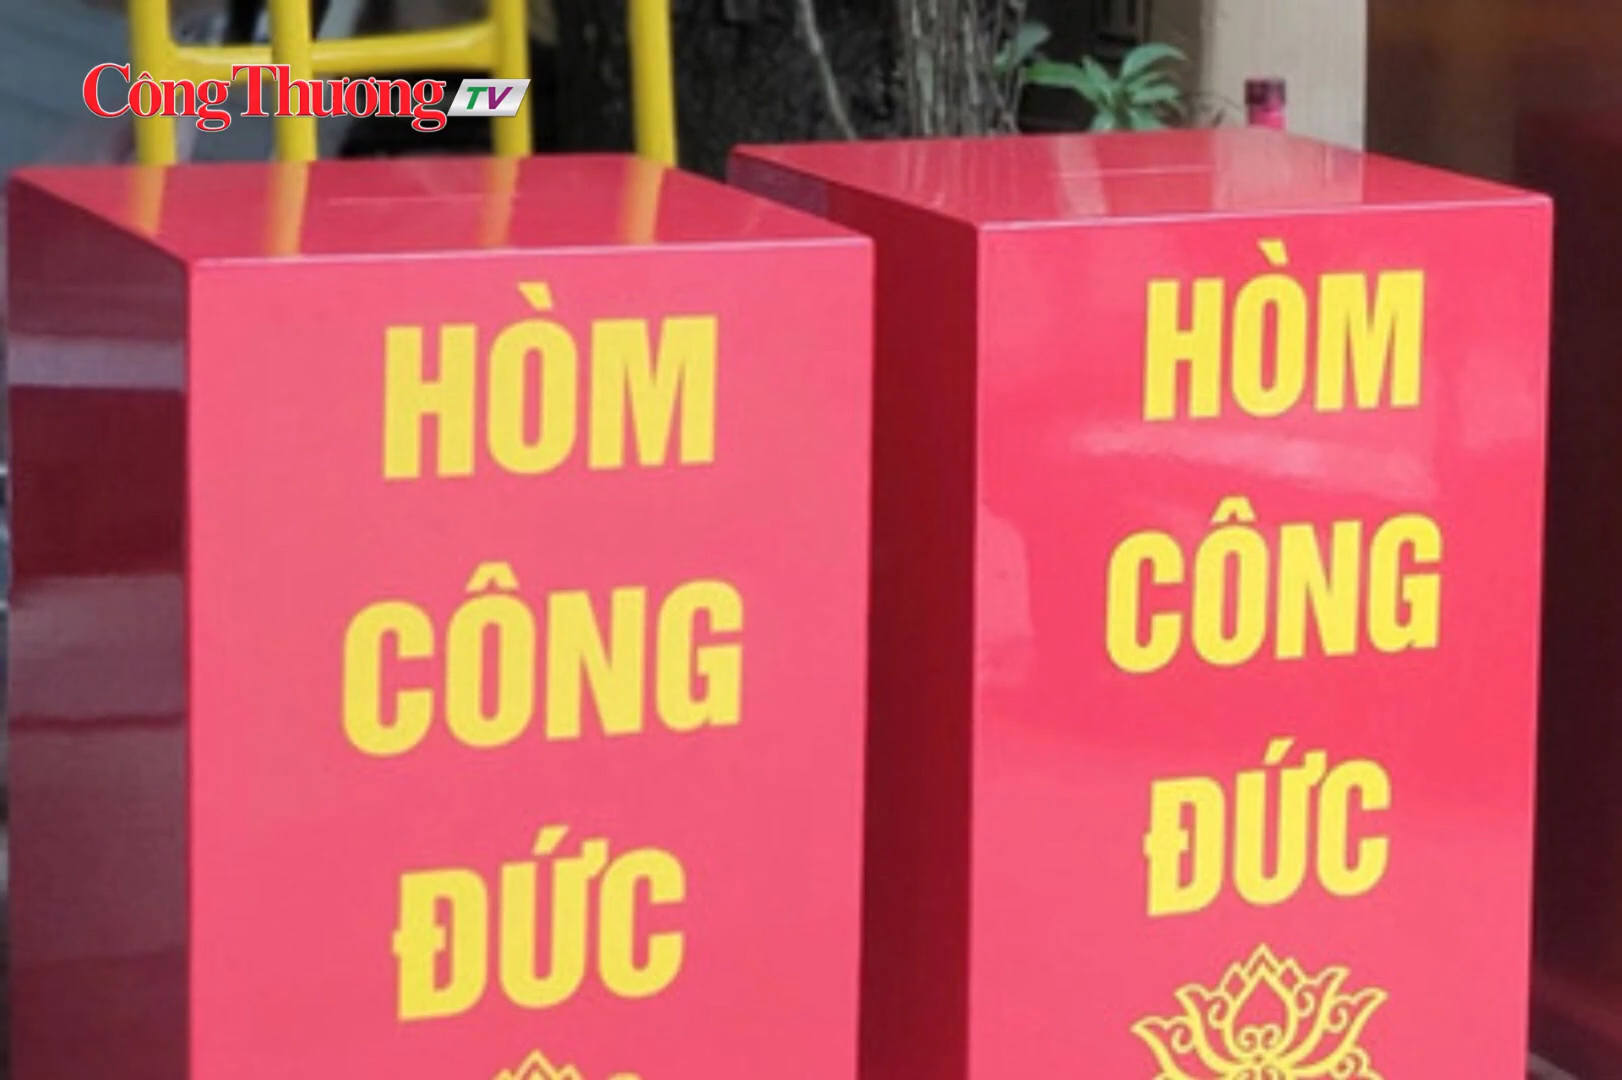 Công Thương TV
HÒM
CÔNG
ĐỨC
HÒM
CÔNG
ĐỨC